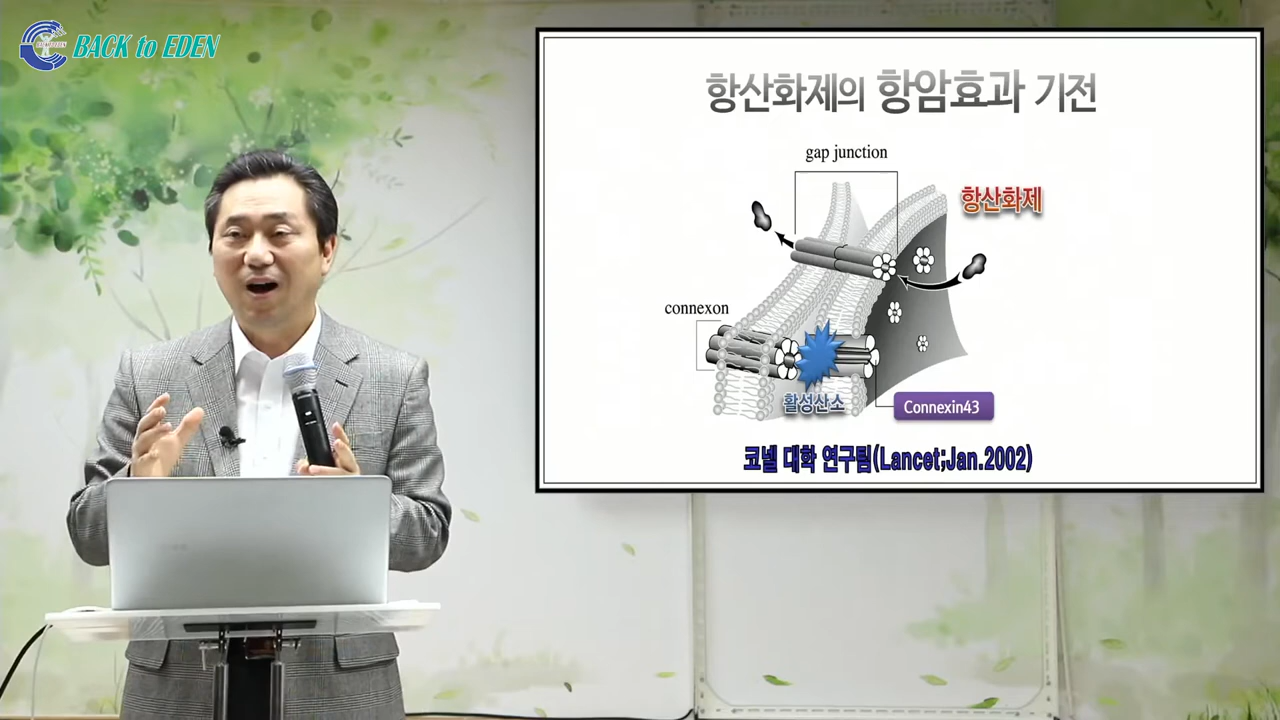 BACK to EDEN
항산화제의 항암효과 기전
gap junction
항산화제
connexon
활성산소
Connexin43
코넬 대학 연구팀(Lancet;Jan.2002)